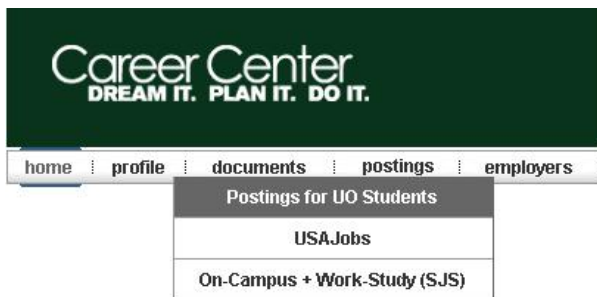 Career Center
DREAM IT. PLAN IT. DO IT.
home profile documents postings employers
Postings for UO Students
USAJobs
On-Campus + Work-Study (SJS)